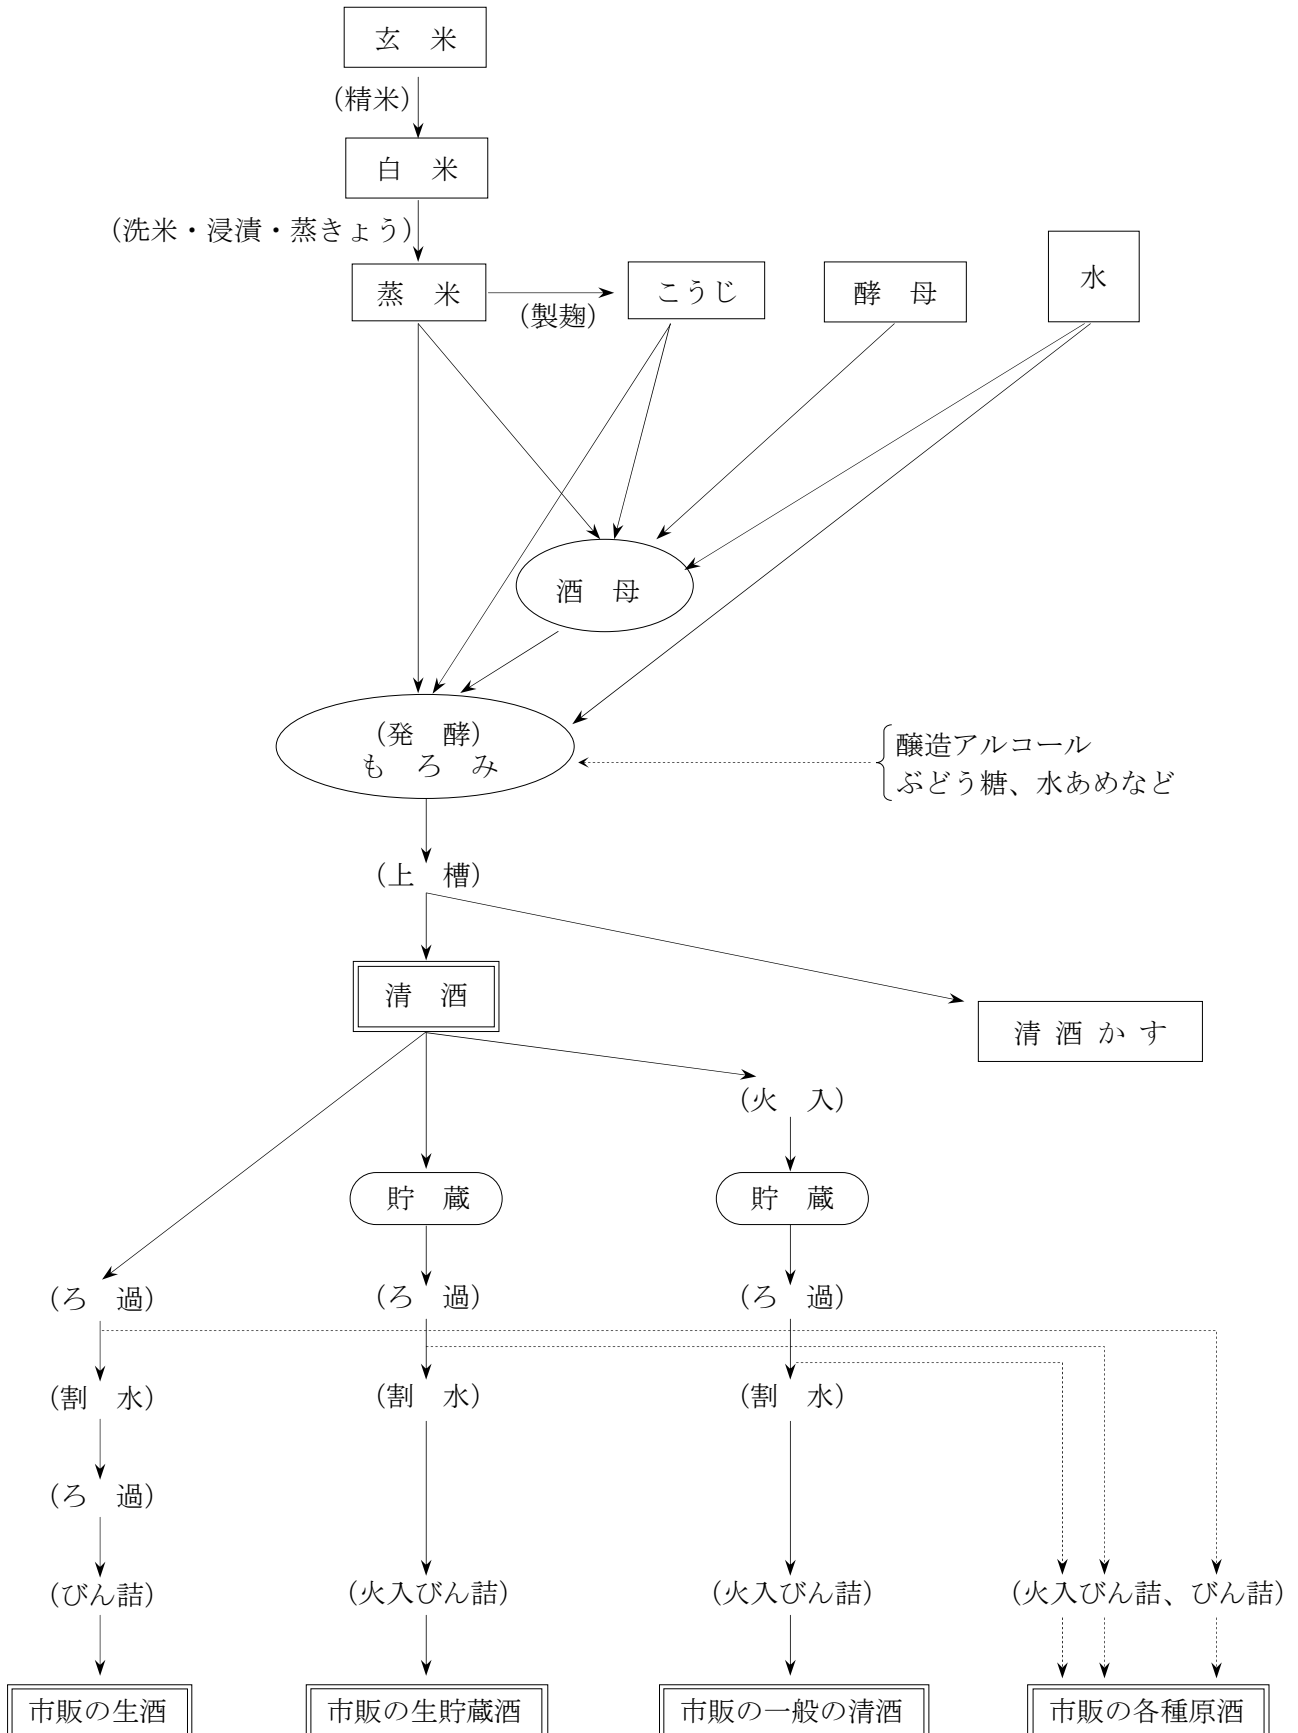 玄　米
(精米)
白　米
(洗米・浸漬・蒸きょう)
蒸　米
(製麹)
こうじ
酵　母
水
酒　母
(発　酵)
も　ろ　み
醸造アルコール
ぶどう糖、水あめなど
(上　槽)
清　酒
清 酒 か す
(火　入)
貯　蔵
貯　蔵
(ろ　過)
(ろ　過)
(ろ　過)
(割　水)
(割　水)
(割　水)
(ろ　過)
(びん詰)
(火入びん詰)
(火入びん詰)
(火入びん詰、びん詰)
市販の生酒
市販の生貯蔵酒
市販の一般の清酒
市販の各種原酒